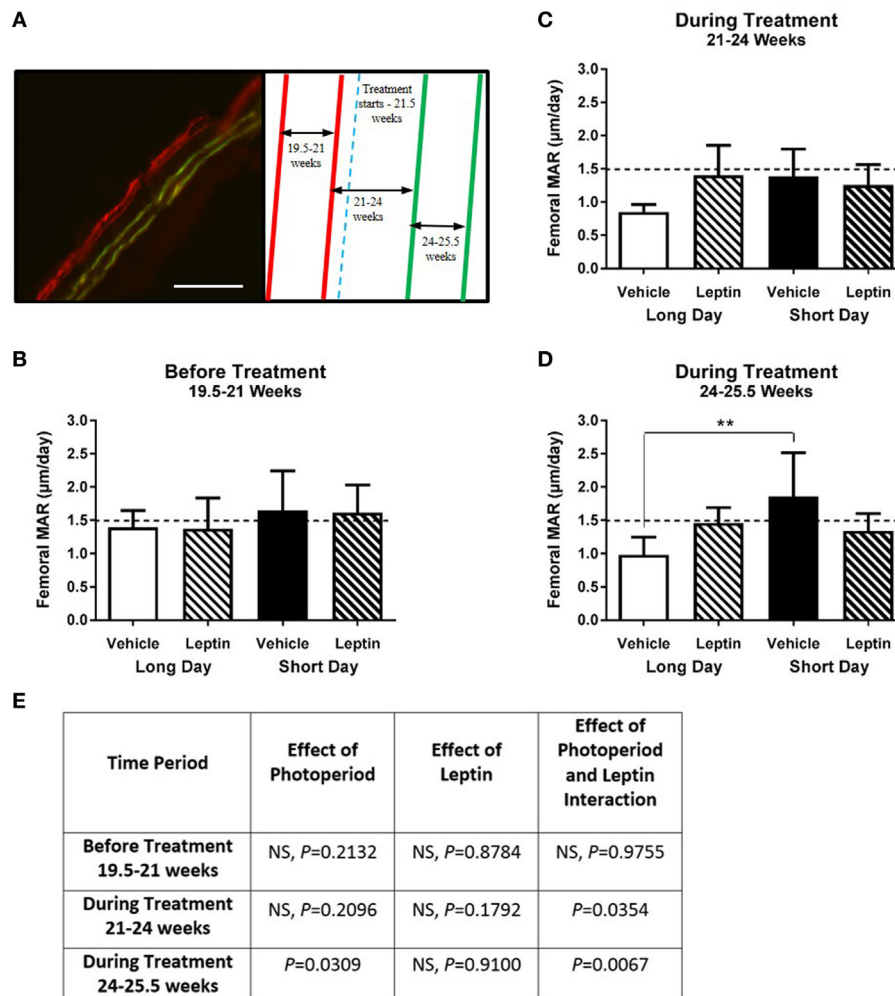 A
Treatment
starts - 21.5
weeks
19.5-21
weeks
21-24
weeks
24-25.5
weeks
B
Before Treatment
19.5-21 Weeks
Femoral MAR (µm/day)
3.0
2.5
2.0
1.5
1.0
0.5
0.0
Vehicle Leptin Vehicle Leptin
Long Day Short Day
C
During Treatment
21-24 Weeks
Femoral MAR (µm/day)
3.0
2.5
2.0
1.5
1.0
0.5
0.0
Vehicle Leptin Vehicle Leptin
Long Day Short Day
D
During Treatment
24-25.5 Weeks
Femoral MAR (µm/day)
3.0
2.5
2.0
1.5
1.0
0.5
0.0
**
Vehicle Leptin Vehicle Leptin
Long Day Short Day
E
Time Period
Effect of
Photoperiod
Effect of
Leptin
Effect of
Photoperiod
and Leptin
Interaction
Before Treatment
19.5-21 weeks
NS, P=0.2132
NS, P=0.8784
NS, P=0.9755
During Treatment
21-24 weeks
NS, P=0.2096
NS, P=0.1792
P=0.0354
During Treatment
24-25.5 weeks
P=0.0309
NS, P=0.9100
P=0.0067